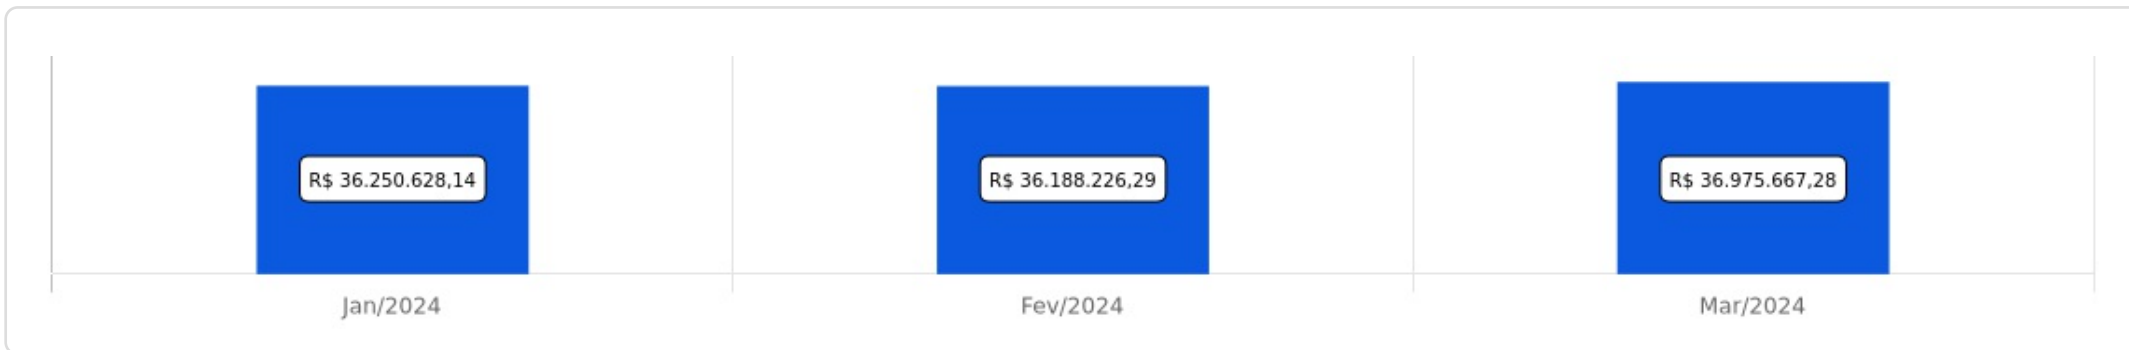 R$ 36.250.628,14
R$ 36.188.226,29
R$ 36.975.667,28
Jan/2024
Fev/2024
Mar/2024